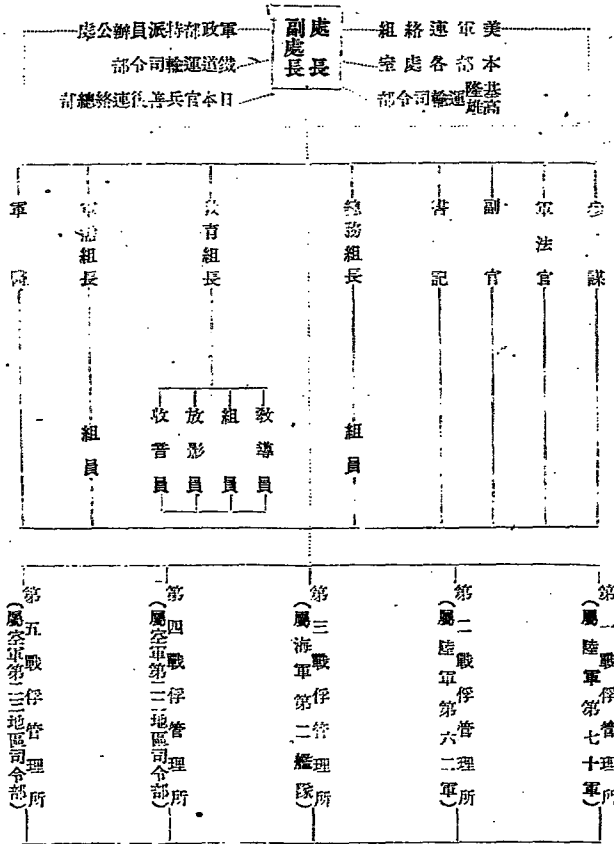 處長
副處長
美軍連絡組
本部各處室
基隆高雄運輸司令部
軍政部特派員辦公處
鐵道運輸司令部
日本官兵善後連絡總部
參謀
軍法官
副官
書記
總務組長
組員
教育組長
教導員
組員
放影員
收音員
軍需組長
組員
軍醫
第一戰俘管理所
(屬陸軍第七十軍)
第二戰俘管理所
(屬陸軍第六二軍)
第三戰俘管理所
(屬海軍第二艦隊)
第四戰俘管理所
(屬空軍第二二地區司令部)
第五戰俘管理所
(屬空軍第二三地區司令部)